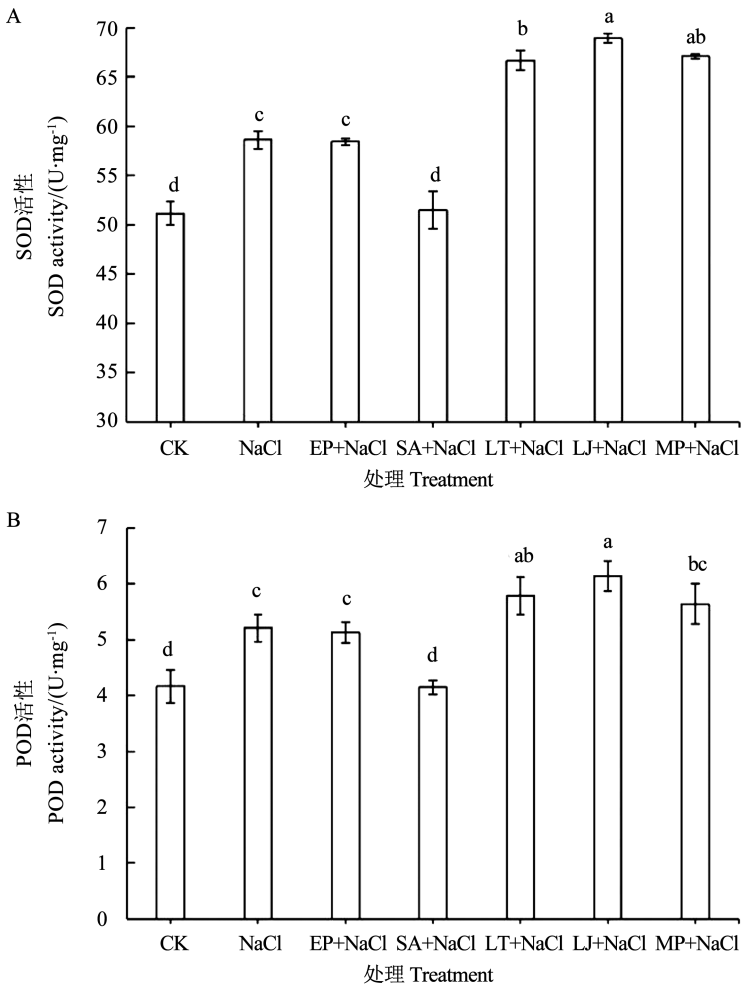 A
70
65
60
55
50
45
40
35
30
SOD活性
SOD activity/(U·mg-1)
d
c
c
d
b
a
ab
CK NaCl EP+NaCl SA+NaCl LT+NaCl LJ+NaCl MP+NaCl
处理 Treatment
B
7
6
5
4
3
2
1
0
POD活性
POD activity/(U·mg-1)
d
c
c
d
ab
a
bc
CK NaCl EP+NaCl SA+NaCl LT+NaCl LJ+NaCl MP+NaCl
处理 Treatment